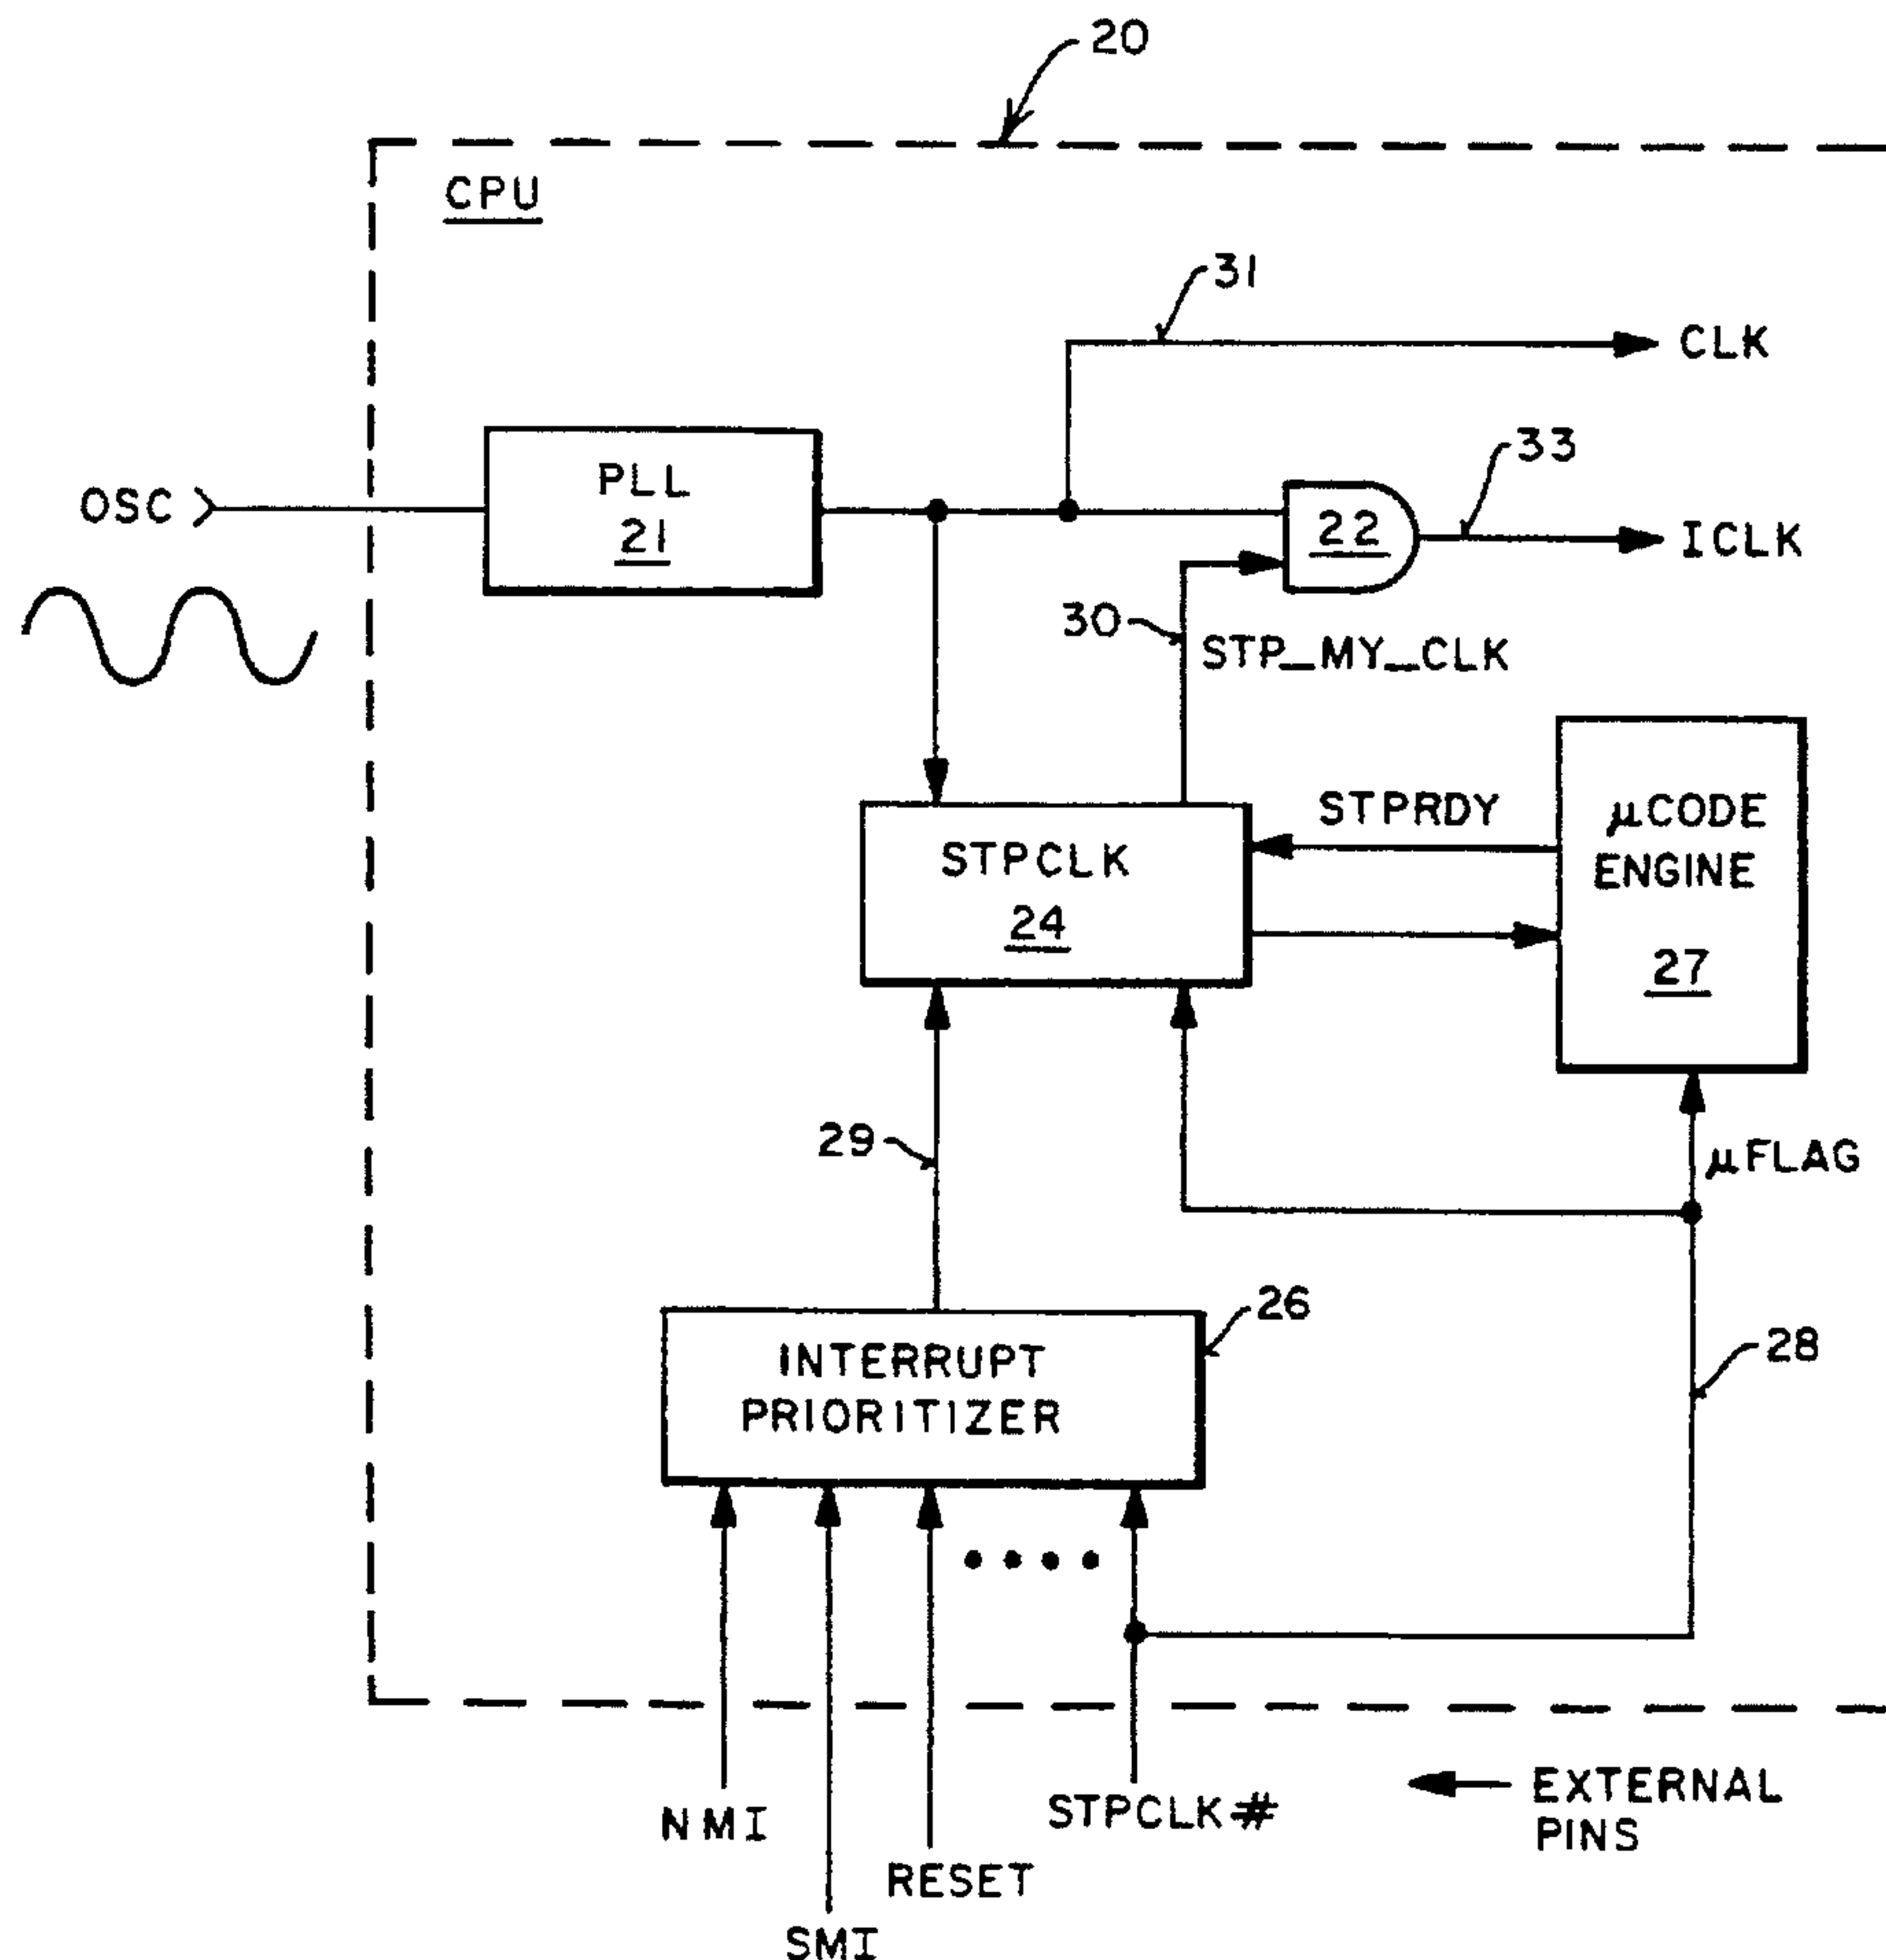 20
CPU
31
CLK
33
OSC
PLL
21
22
ICLK
30
STP_MY_CLK
STPRDY
µCODE
ENGINE
27
STPCLK
24
29
µFLAG
26
INTERRUPT
PRIORITIZER
28
NMI
STPCLK#
EXTERNAL
PINS
RESET
SMI